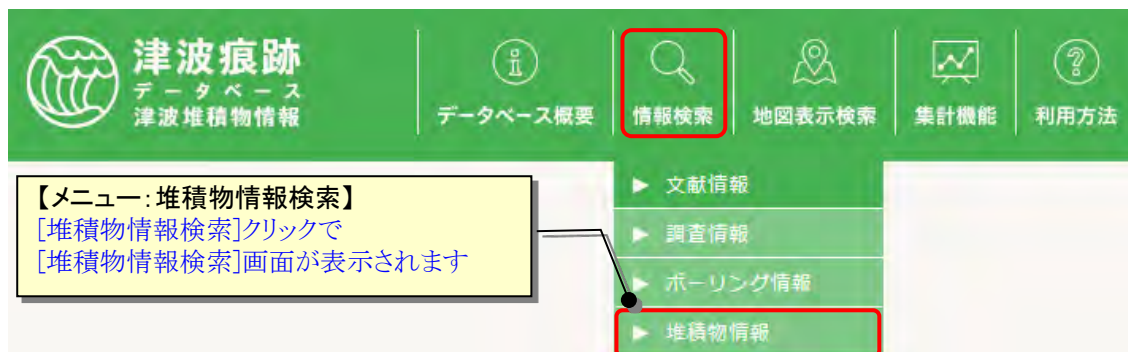 津波痕跡
データベース
津波堆積物情報
データベース概要
情報検索
地図表示検索
集計機能
利用方法
【メニュー：堆積物情報検索】
[堆積物情報検索]クリックで
[堆積物情報検索]画面が表示されます
▶ 文献情報
▶ 調査情報
▶ ボーリング情報
▶ 堆積物情報